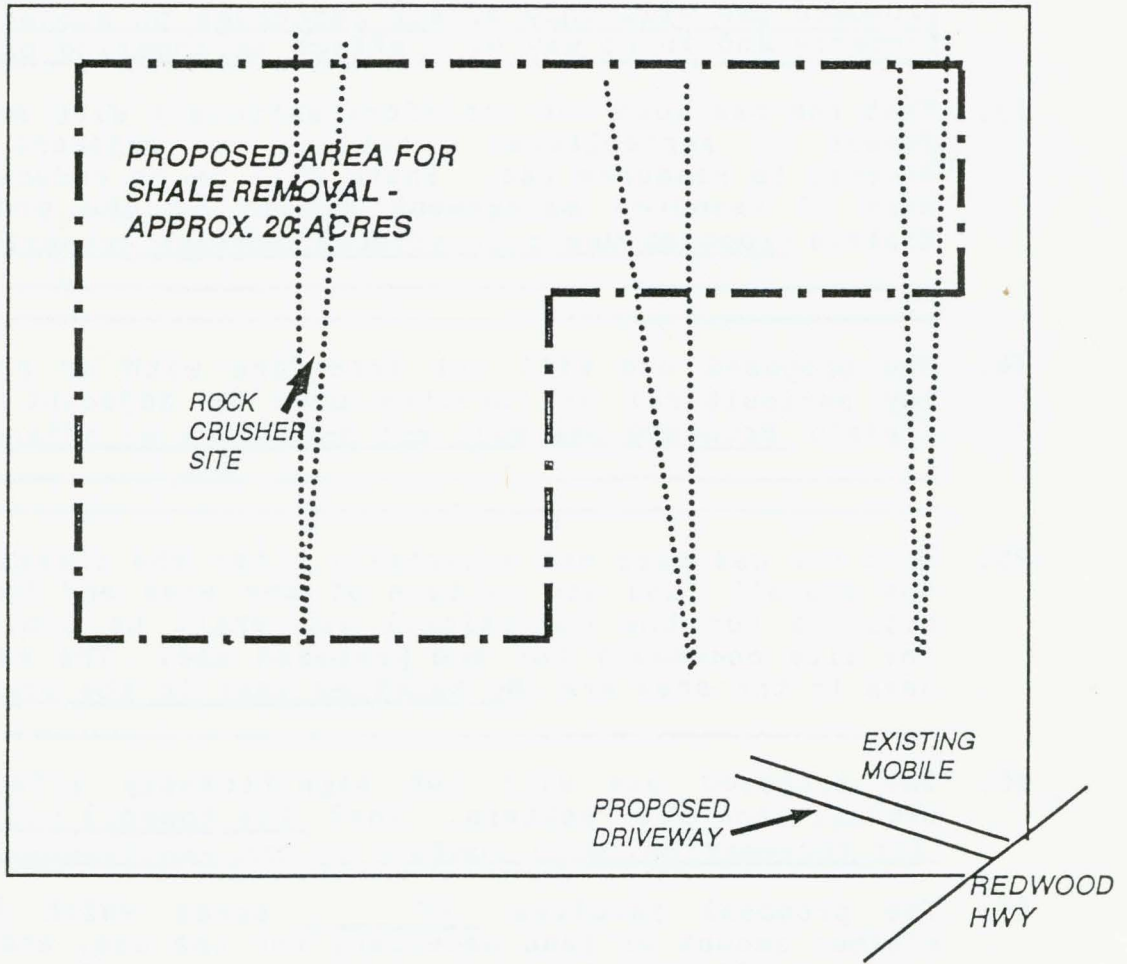 PROPOSED AREA FOR
SHALE REMOVAL -
APPROX. 20 ACRES
ROCK
CRUSHER
SITE
EXISTING
MOBILE
PROPOSED
DRIVEWAY
REDWOOD
HWY